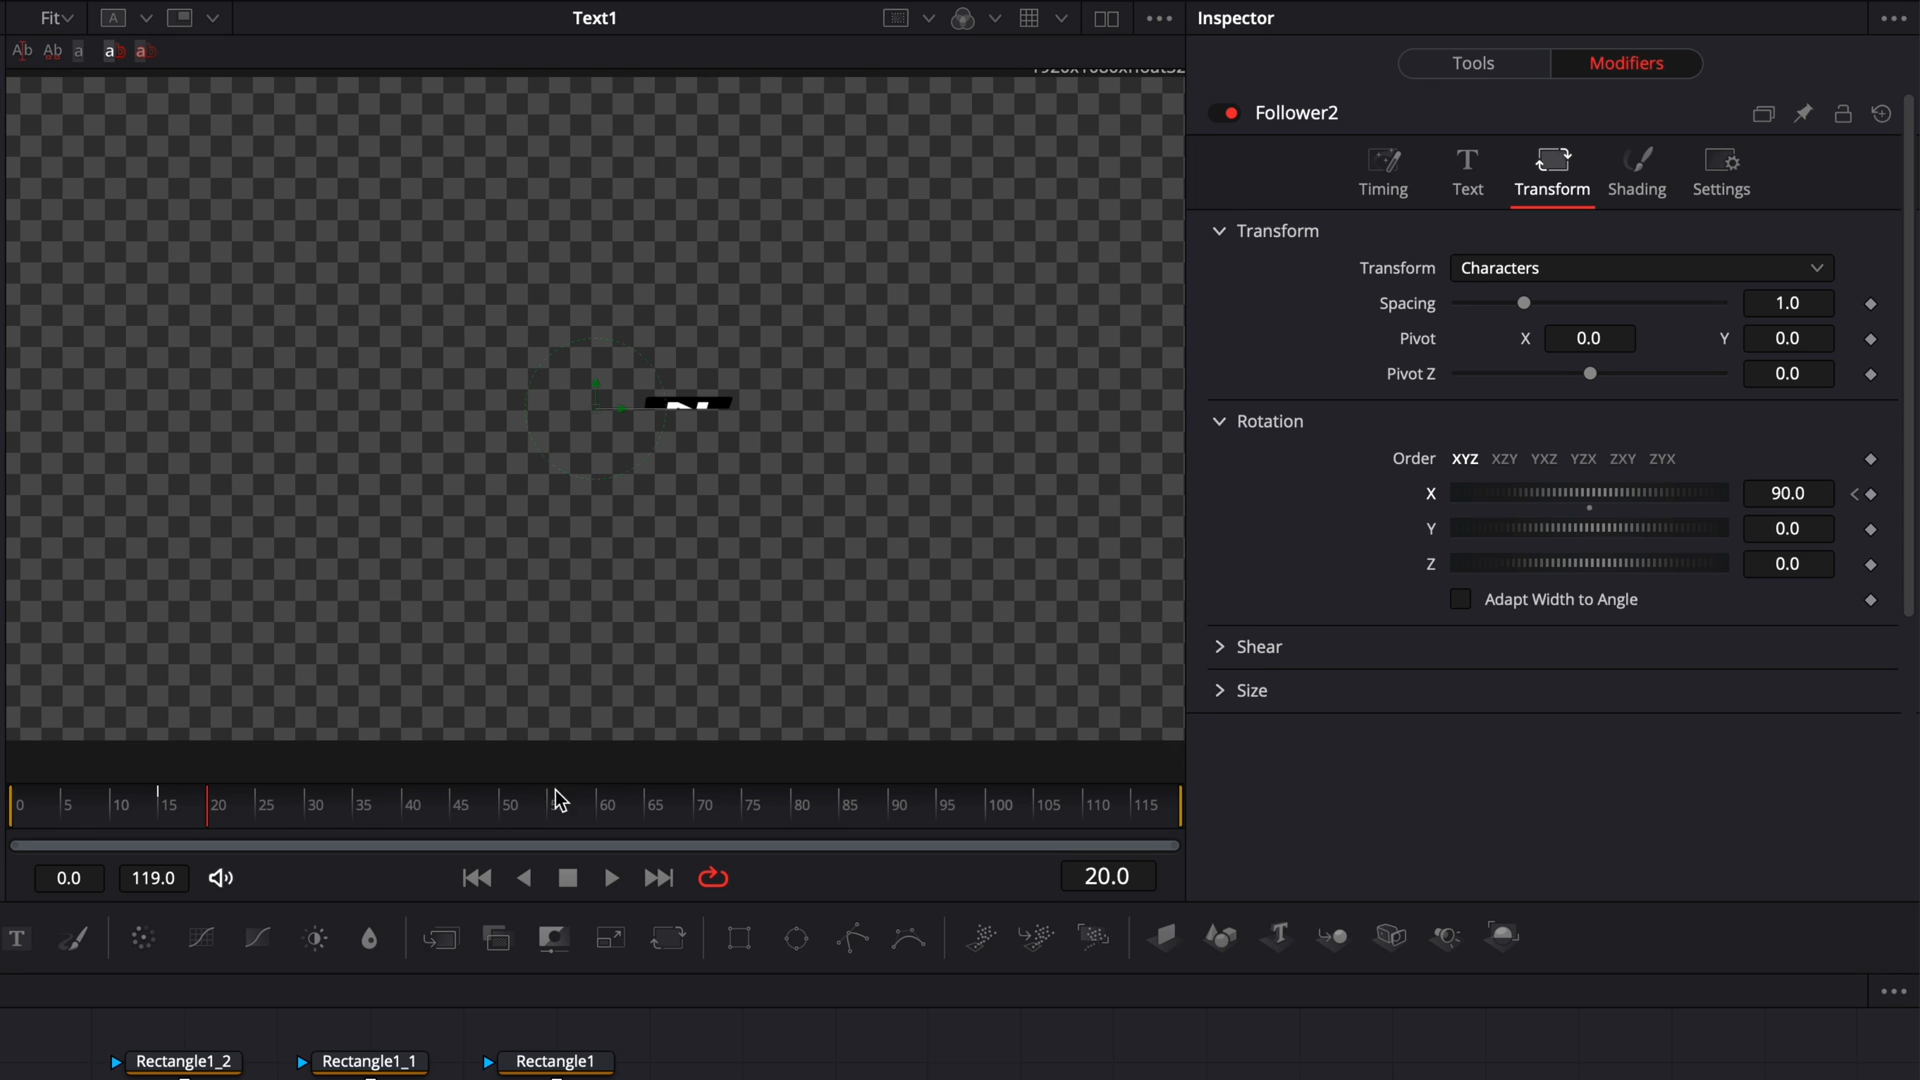 Fit
A
Text1
Inspector
Ab Ab a ab ab
Tools
Modifiers
Follower2
Timing
Text
Transform
Shading
Settings
Transform
Transform
Characters
Spacing
1.0
Pivot
X
0.0
Y
0.0
Pivot Z
0.0
Rotation
Order XYZ XZY YXZ YZX ZXY ZYX
X
90.0
Y
0.0
Z
0.0
Adapt Width to Angle
Shear
Size
0 5 10 15 20 25 30 35 40 45 50 60 65 70 75 80 85 90 95 100 105 110 115
0.0
119.0
20.0
T
Rectangle1_2
Rectangle1_1
Rectangle1